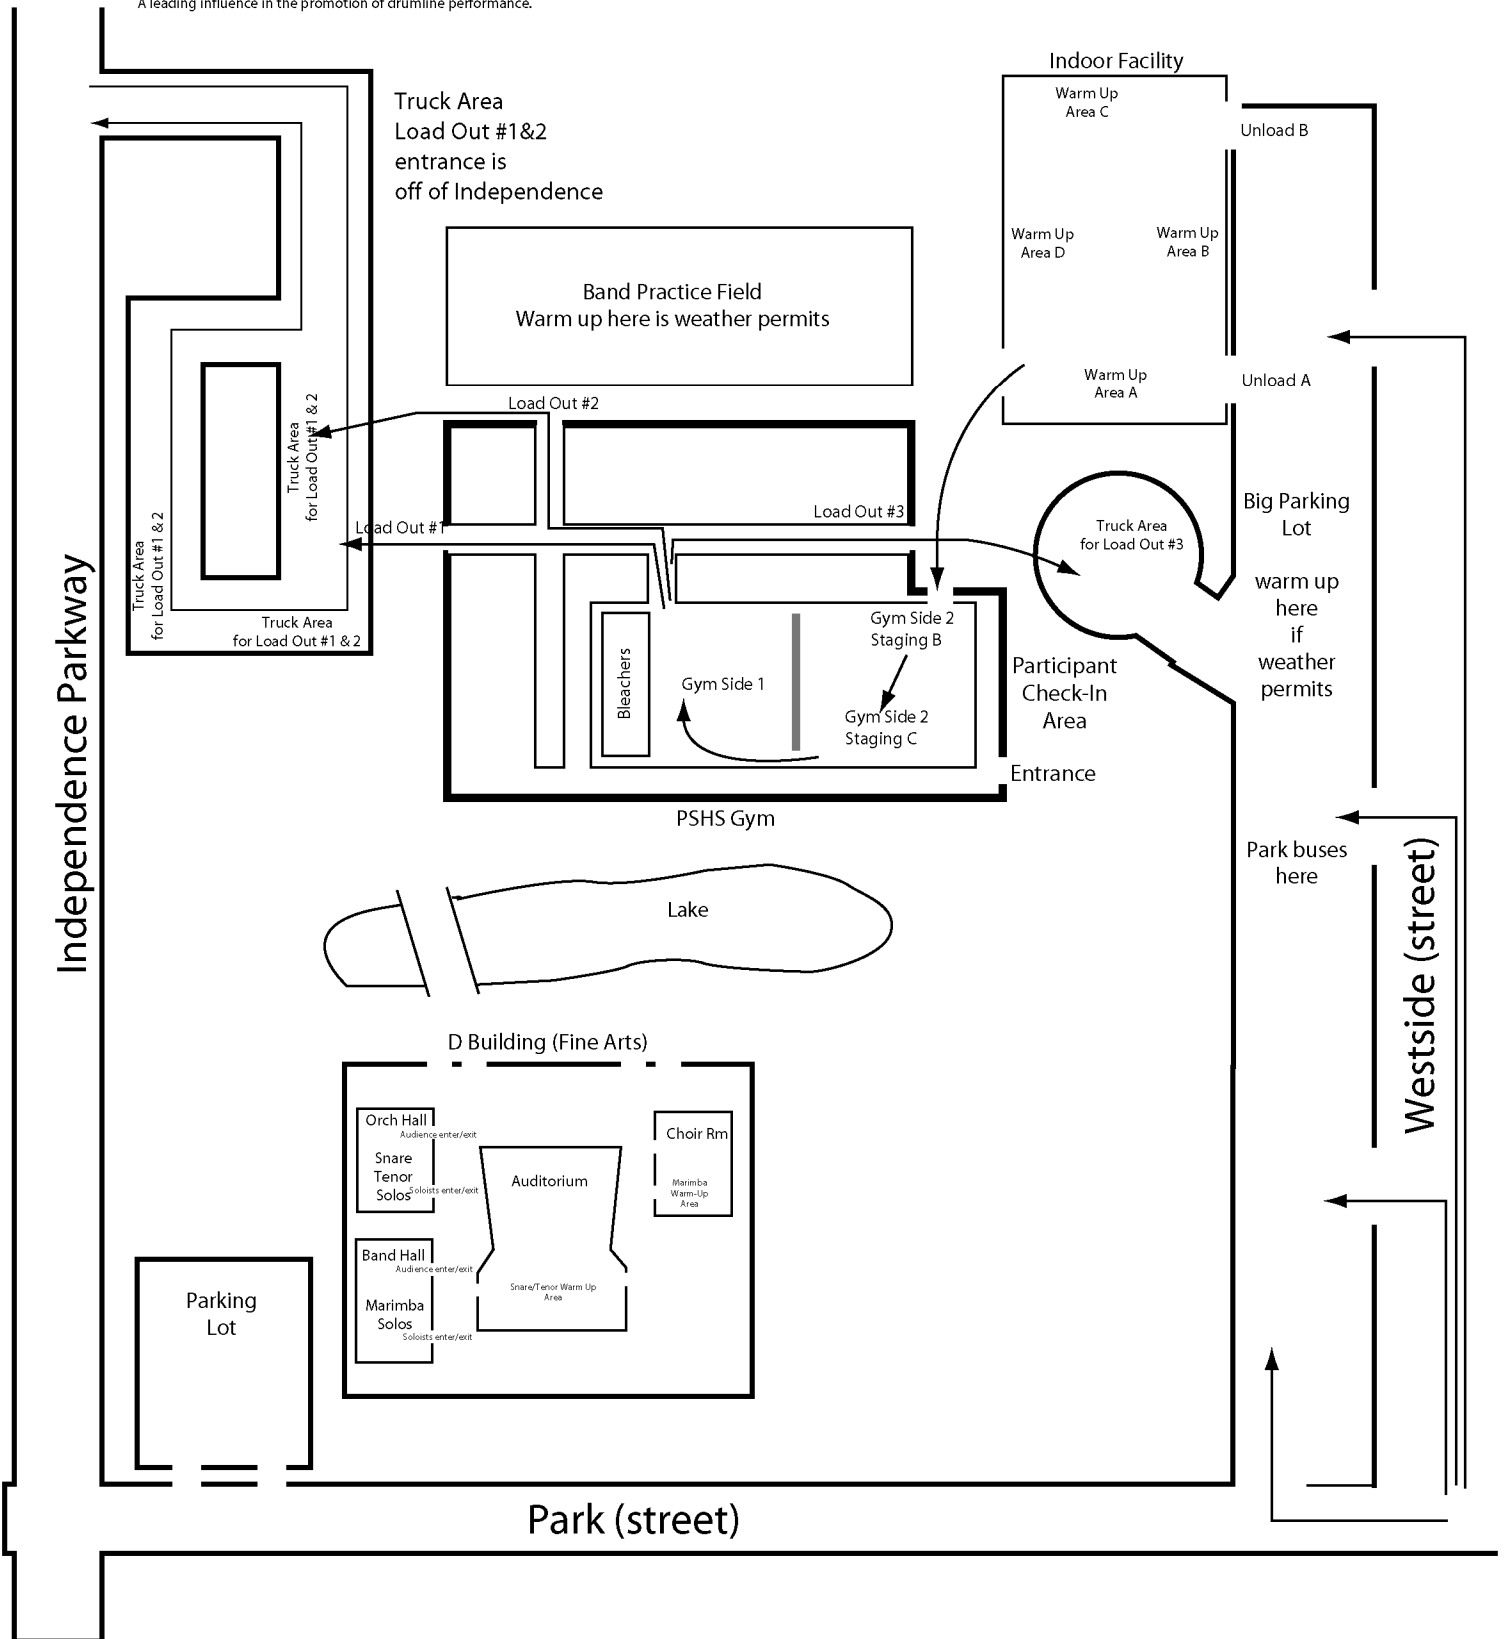 A leading influence in the promotion of drumline performance.
Indoor Facility
Warm Up
Area C
Unload B
Truck Area
Load Out #1&2
entrance is
off of Independence
Warm Up
Area D
Warm Up
Area B
Band Practice Field
Warm up here is weather permits
Warm Up
Area A
Unload A
Load Out #2
Truck Area
for Load Out #1 & 2
Load Out #1
Load Out #3
Truck Area
for Load Out #3
Big Parking
Lot
warm up
here
if
weather
permits
Truck Area
for Load Out #1 & 2
Truck Area
for Load Out #1 & 2
Independence Parkway
Bleachers
Gym Side 1
Gym Side 2
Staging B
Gym Side 2
Staging C
Participant
Check-In
Area
Entrance
PSHS Gym
Park buses
here
Westside (street)
Lake
D Building (Fine Arts)
Orch Hall
Audience enter/exit
Snare
Tenor
Solos
Soloists enter/exit
Auditorium
Choir Rm
Marimba
Warm-Up
Area
Band Hall
Audience enter/exit
Marimba
Solos
Soloists enter/exit
Snare/Tenor Warm Up
Area
Parking
Lot
Park (street)